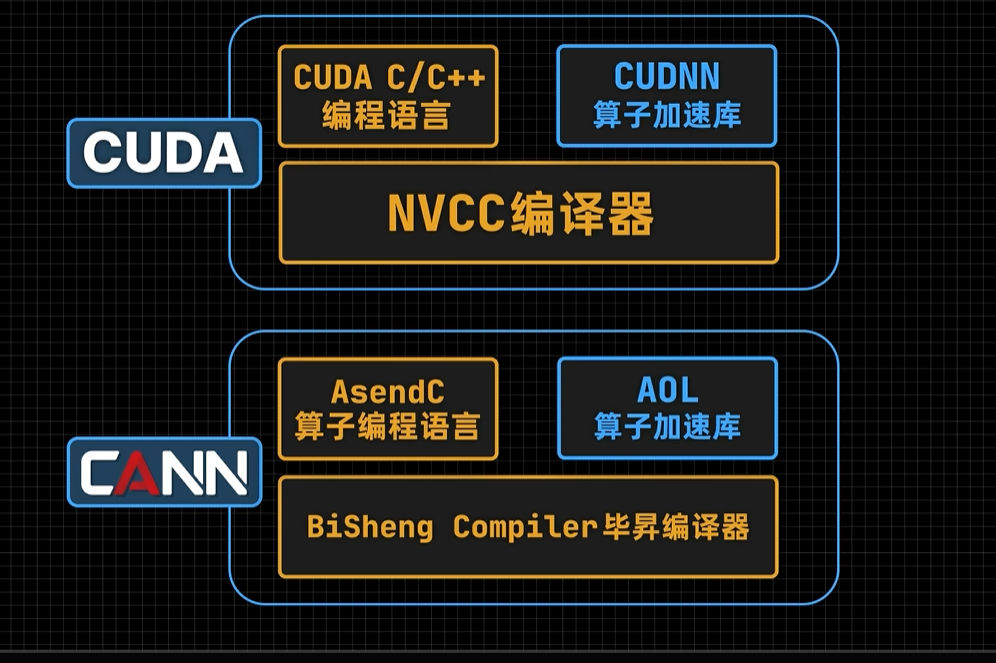 CUDA
CUDA C/C++
编程语言
CUDNN
算子加速库
NVCC编译器
CANN
AsendC
算子编程语言
AOL
算子加速库
BiSheng Compiler毕昇编译器